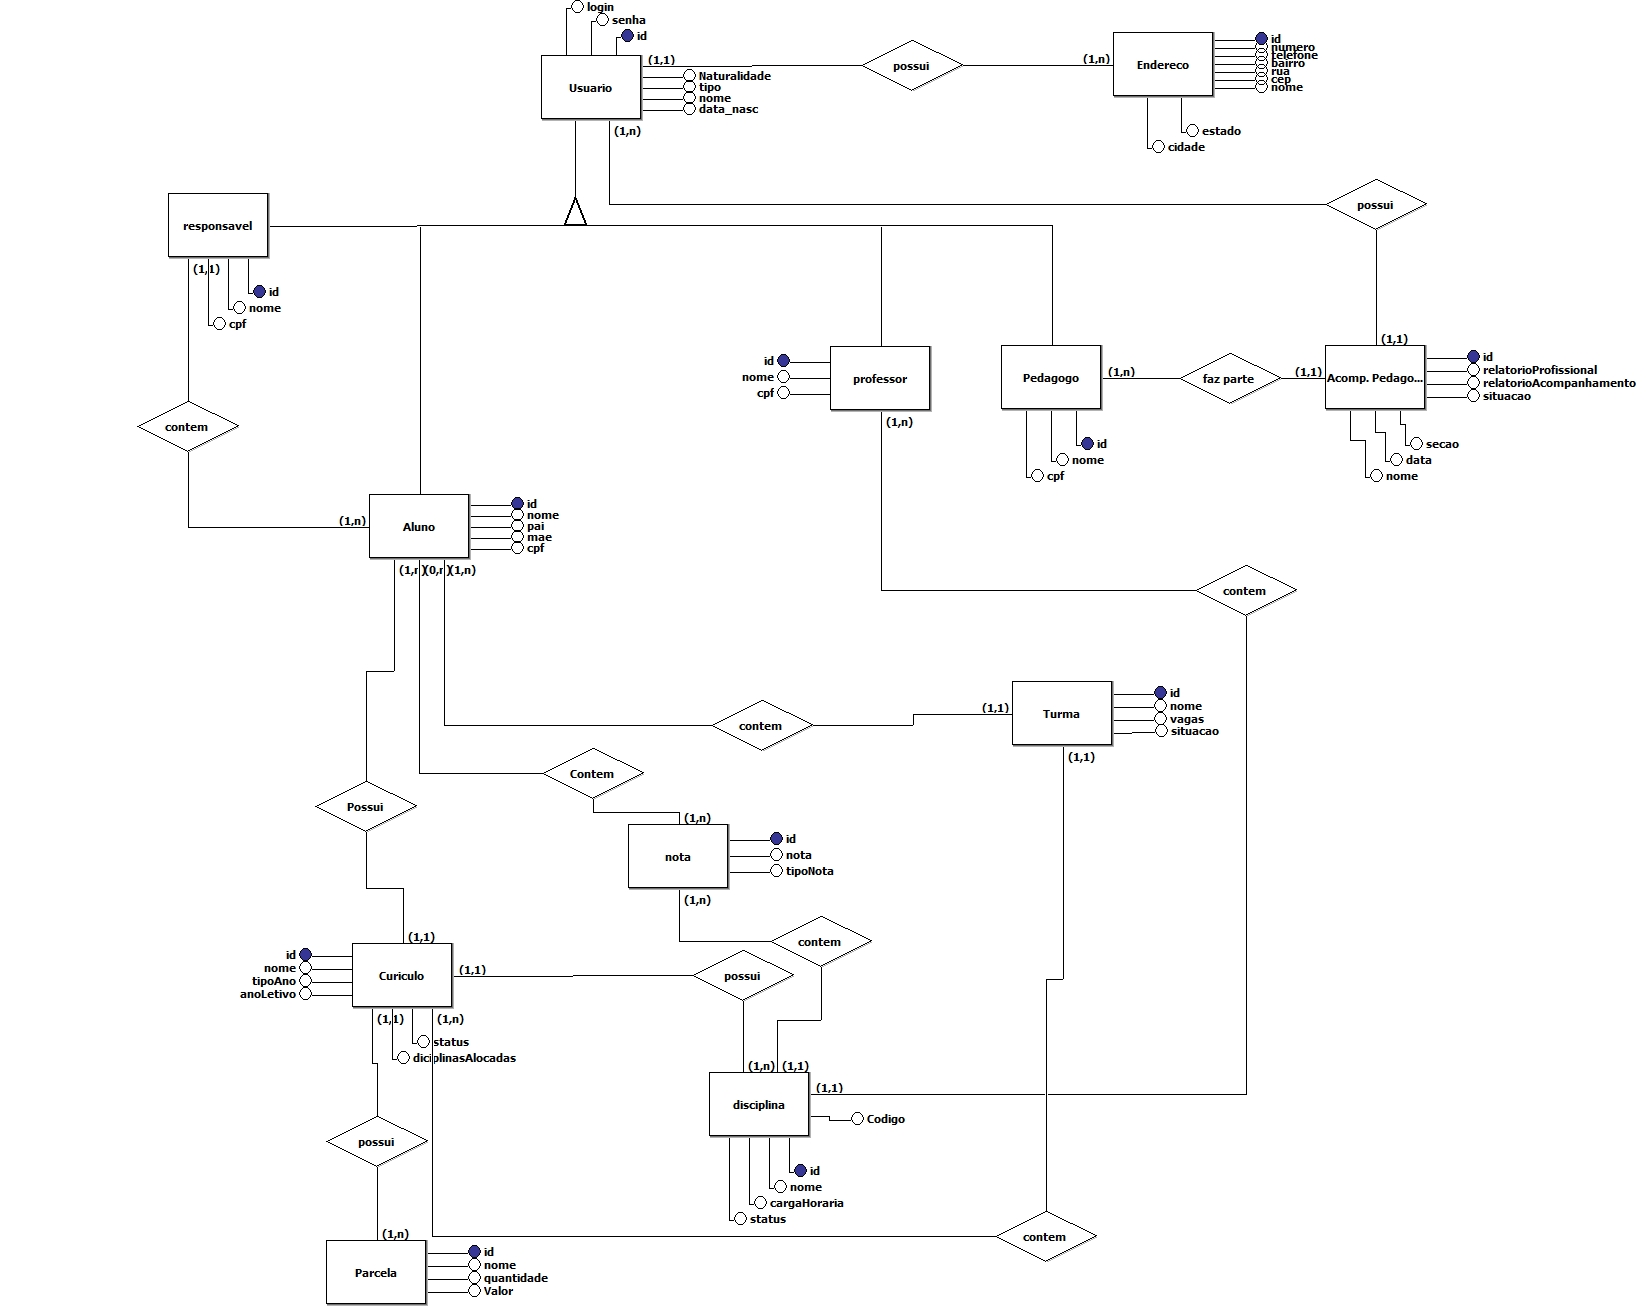 login
senha
id
Usuario
(1,1)
Naturalidade
tipo
nome
data_nasc
(1,n)
possui
(1,n)
Endereco
id
numero
telefone
bairro
rua
cep
nome
estado
cidade
possui
responsavel
(1,1)
id
nome
cpf
contem
(1,n)
Aluno
id
nome
pai
mae
cpf
(1,n)
(0,n)
(1,n)
id
nome
cpf
professor
(1,n)
Pedagogo
(1,n)
id
nome
cpf
faz parte
(1,1)
(1,1)
Acomp. Pedago...
id
relatorioProfissional
relatorioAcompanhamento
situacao
secao
data
nome
contem
contem
(1,1)
Turma
id
nome
vagas
situacao
(1,1)
Contem
Possui
(1,n)
nota
id
nota
tipoNota
(1,n)
contem
(1,1)
id
nome
tipoAno
anoLetivo
Curiculo
(1,1)
possui
(1,1)
(1,n)
status
diciplinasAlocadas
(1,n)
(1,1)
disciplina
(1,1)
Codigo
id
nome
cargaHoraria
status
possui
contem
(1,n)
Parcela
id
nome
quantidade
Valor